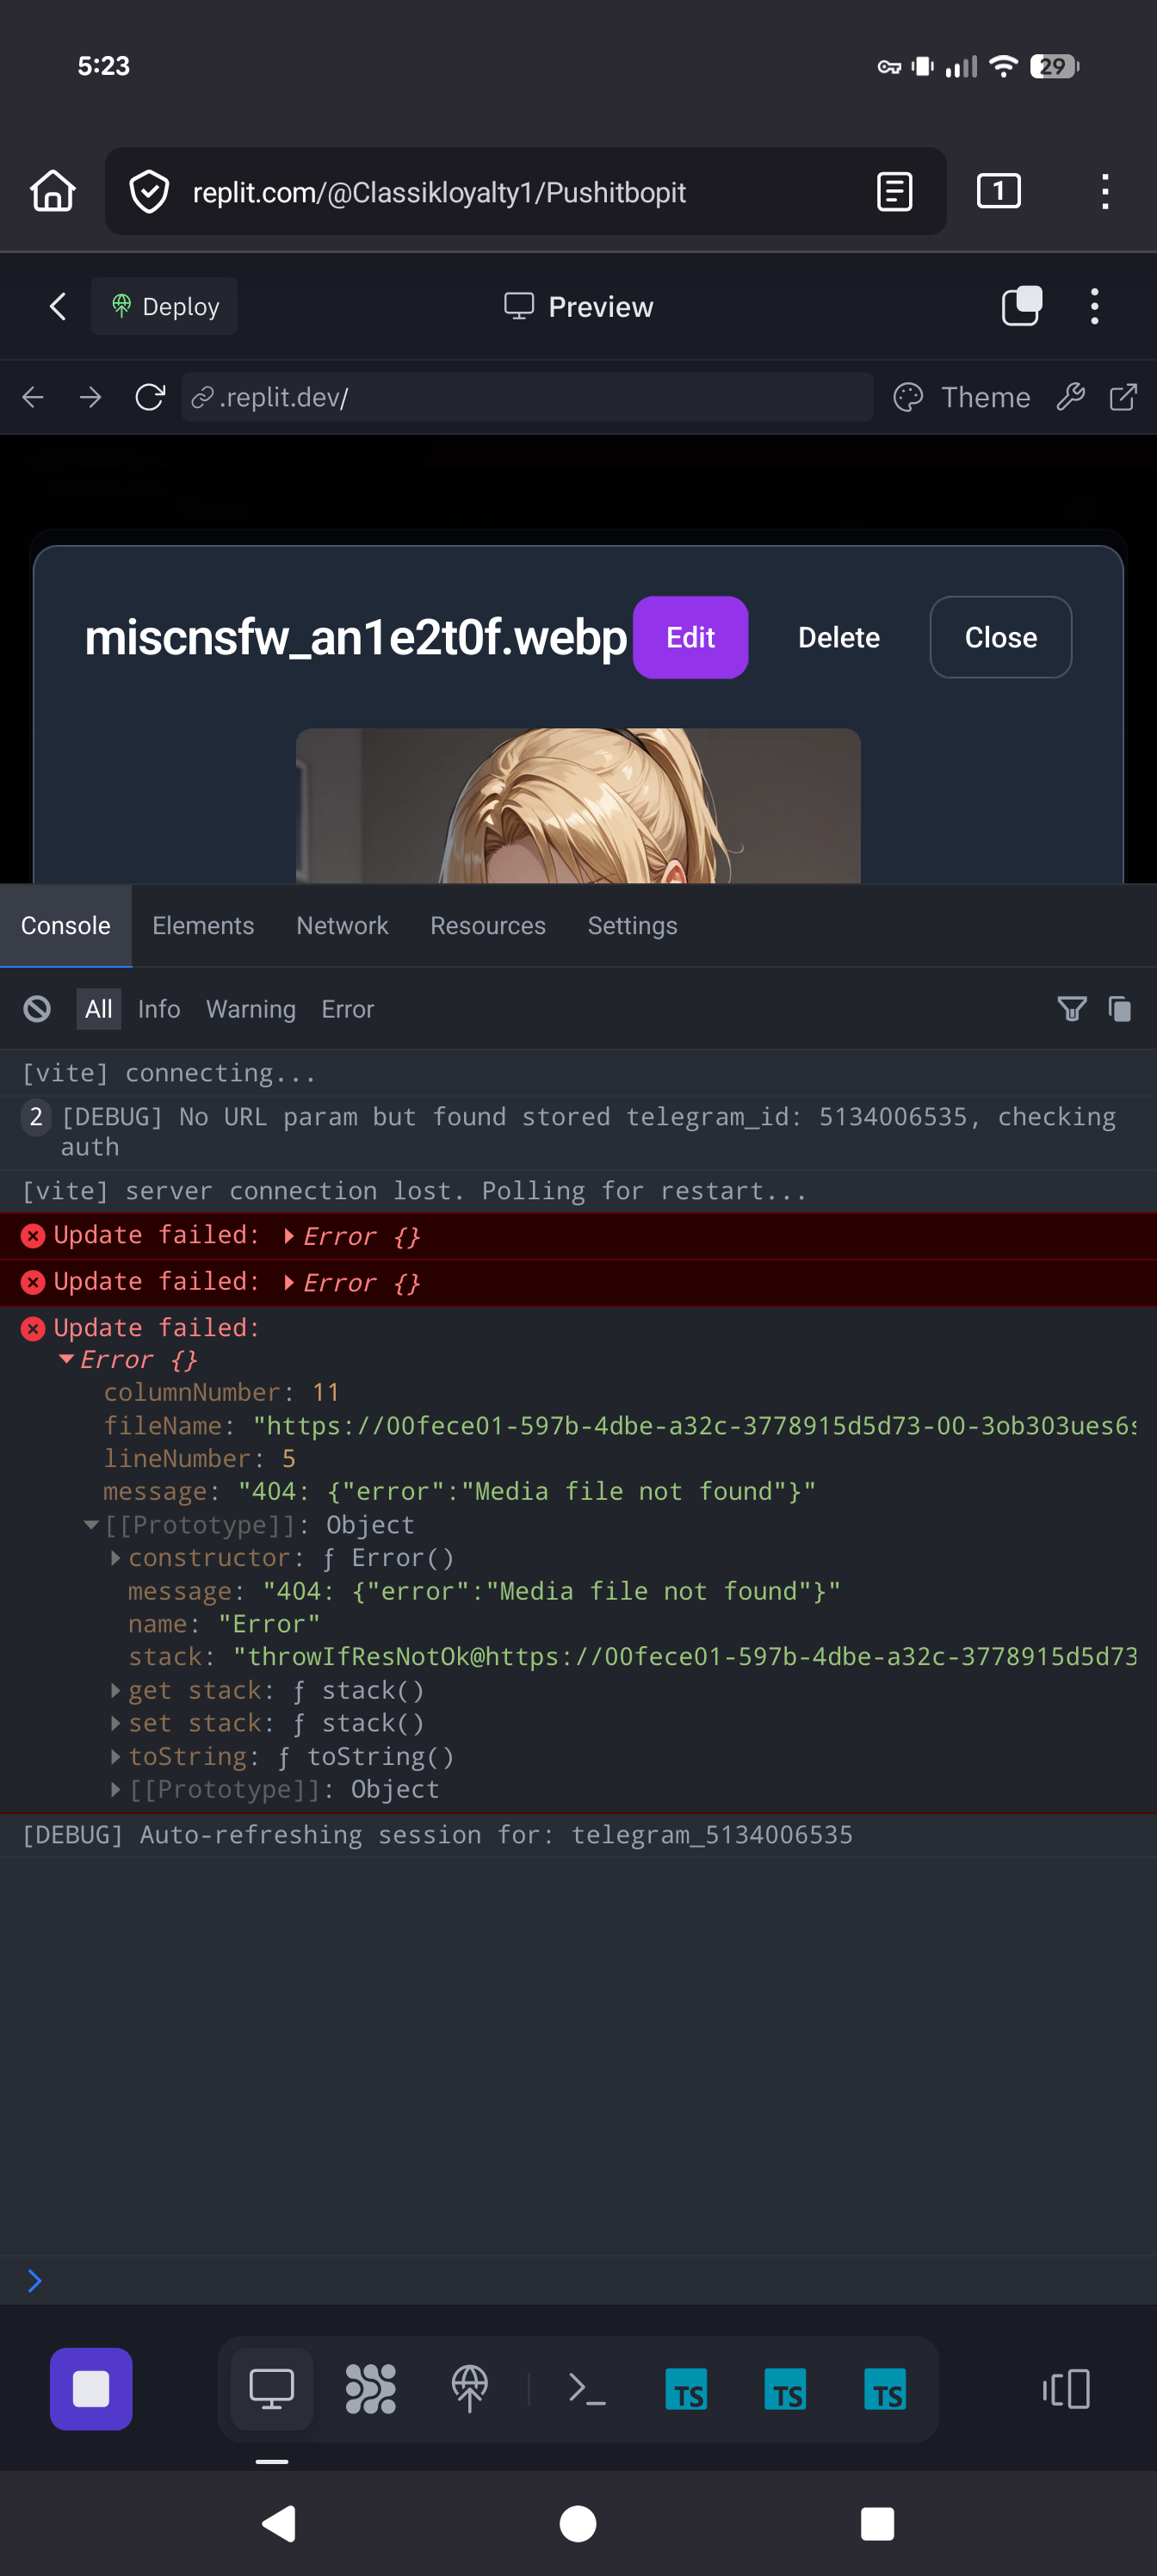 5:23
29
replit.com/@Classikloyalty1/Pushitbopit
1
Deploy
Preview
.replit.dev/
Theme
miscnsfw_an1e2t0f.webp
Edit
Delete
Close
Console
Elements
Network
Resources
Settings
All
Info
Warning
Error
[vite] connecting...
2
[DEBUG] No URL param but found stored telegram_id: 5134006535, checking
auth
[vite] server connection lost. Polling for restart...
Update failed: Error {}
Update failed: Error {}
Update failed:
Error {}
columnNumber: 11
fileName: "https://00fece01-597b-4dbe-a32c-3778915d5d73-00-3ob303ues6s
lineNumber: 5
message: "404: {"error":"Media file not found"}"
[[Prototype]]: Object
constructor: ƒ Error()
message: "404: {"error":"Media file not found"}"
name: "Error"
stack: "throwIfResNotOk@https://00fece01-597b-4dbe-a32c-3778915d5d73
get stack: ƒ stack()
set stack: ƒ stack()
toString: ƒ toString()
[[Prototype]]: Object
[DEBUG] Auto-refreshing session for: telegram_5134006535
TS
TS
TS